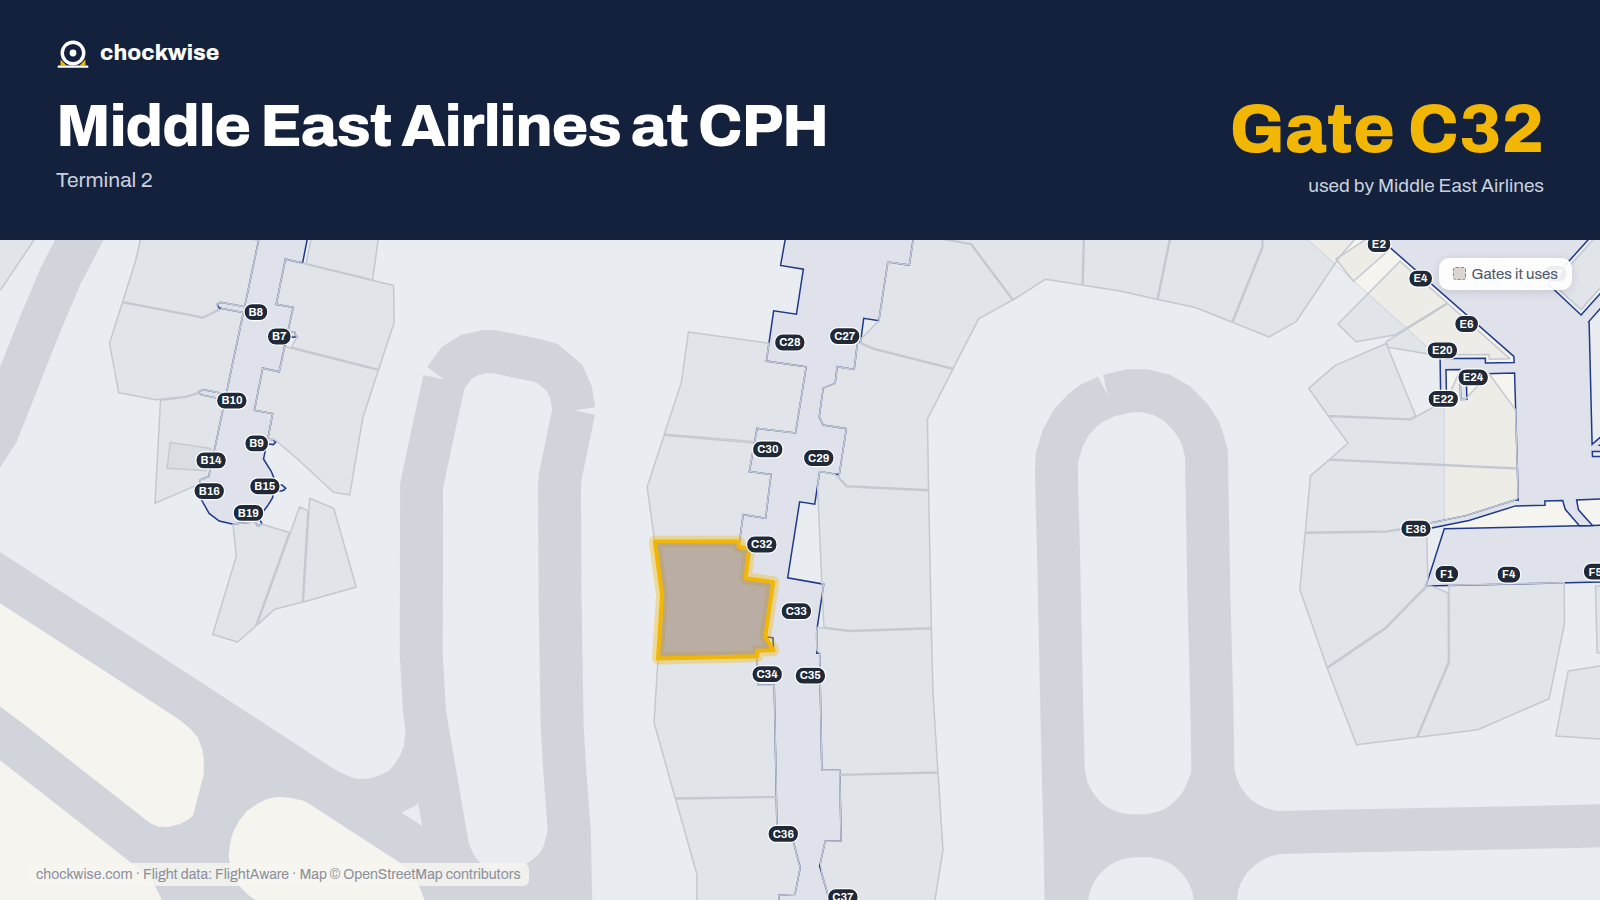 chockwise
Middle East Airlines at CPH
Terminal 2
Gate C32
used by Middle East Airlines
E2
E4
Gates it uses
B8
B7
C28
C27
E6
E20
E24
E22
B10
B9
B14
C30
C29
B16
B15
B19
C32
E36
F1
F4
C33
C34
C35
C36
C37
chockwise.com · Flight data: FlightAware · Map © OpenStreetMap contributors